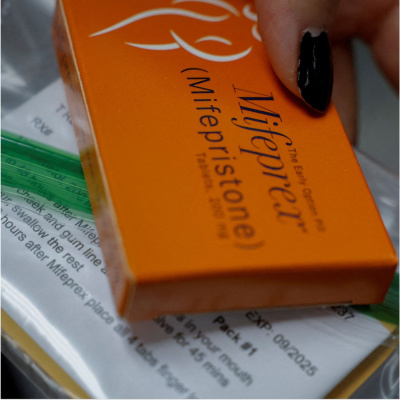 Mifeprex
The Early Option Pill
(Mifepristone)
Tablets, 200 mg
RX#
after Mifep
cheek and gum line
swallow the rest
hours after Mifeprex place all 4 tabs
in your mouth
for 45 mins
Pack #1
EXP: 09/2025